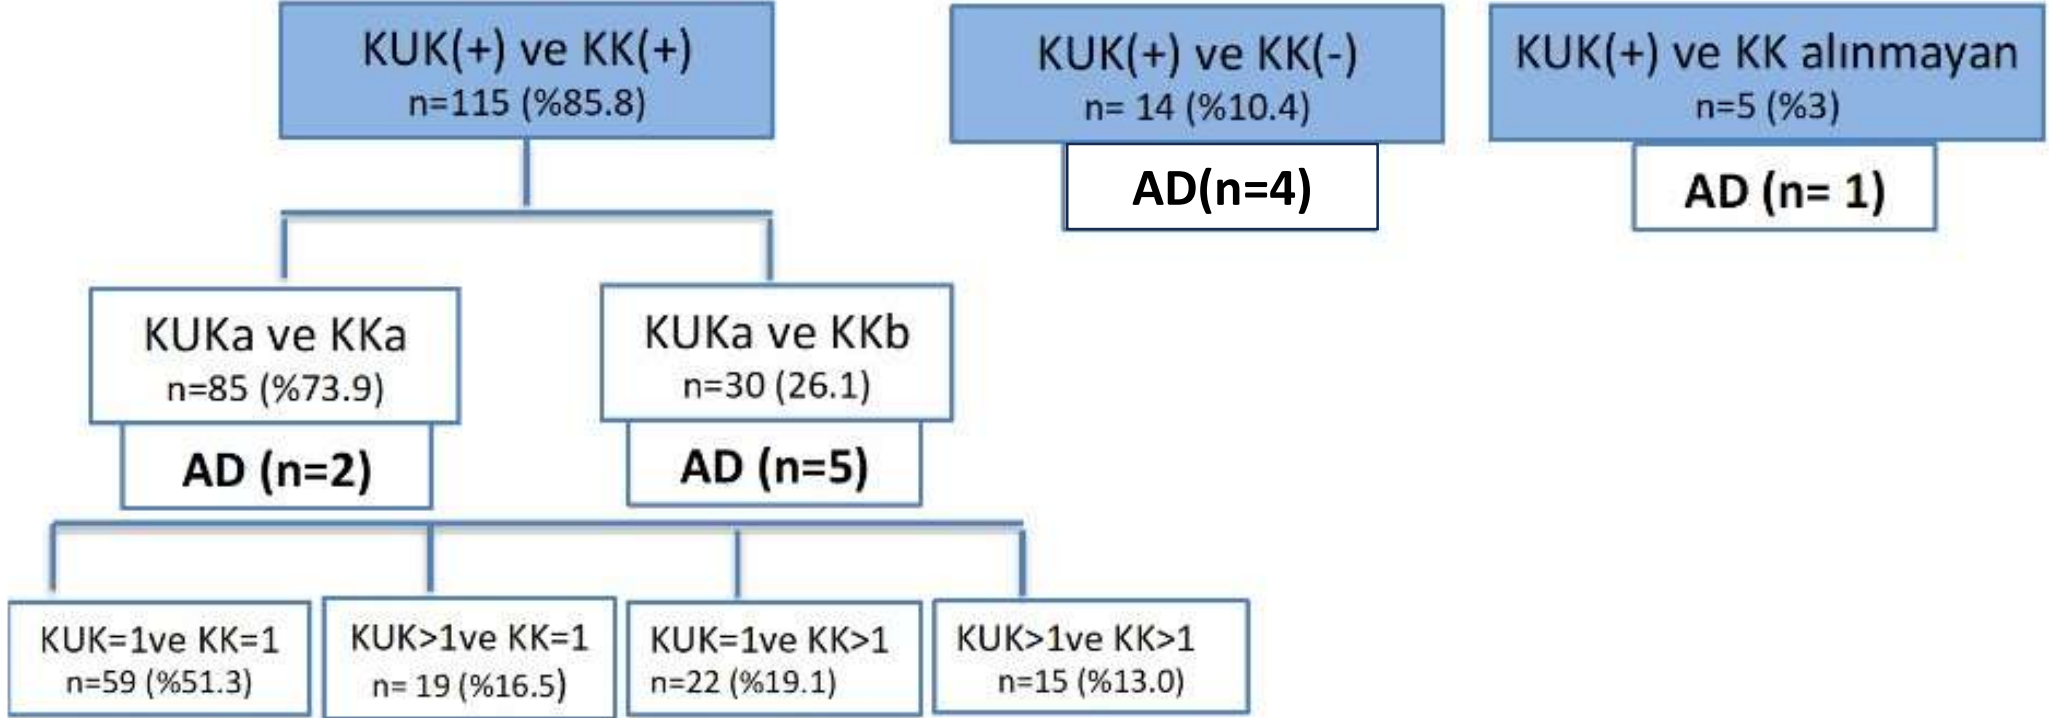 KUK(+) ve KK(+)
n=115 (%85.8)
KUK(+) ve KK(-)
n= 14 (%10.4)
AD(n=4)
KUK(+) ve KK alınmayan
n=5 (%3)
AD (n= 1)
KUKa ve KKa
n=85 (%73.9)
AD (n=2)
KUKa ve KKb
n=30 (26.1)
AD (n=5)
KUK=1ve KK=1
n=59 (%51.3)
KUK>1ve KK=1
n= 19 (%16.5)
KUK=1ve KK>1
n=22 (%19.1)
KUK>1ve KK>1
n=15 (%13.0)